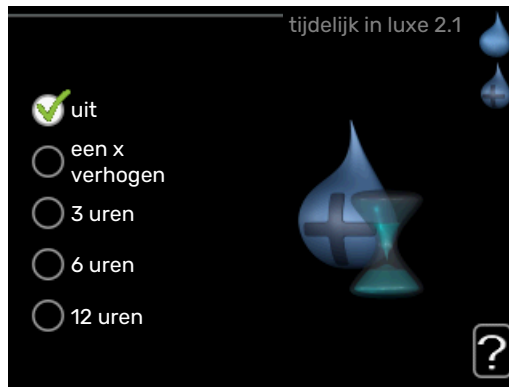 tijdelijk in luxe 2.1
uit
een x
verhogen
3 uren
6 uren
12 uren
?